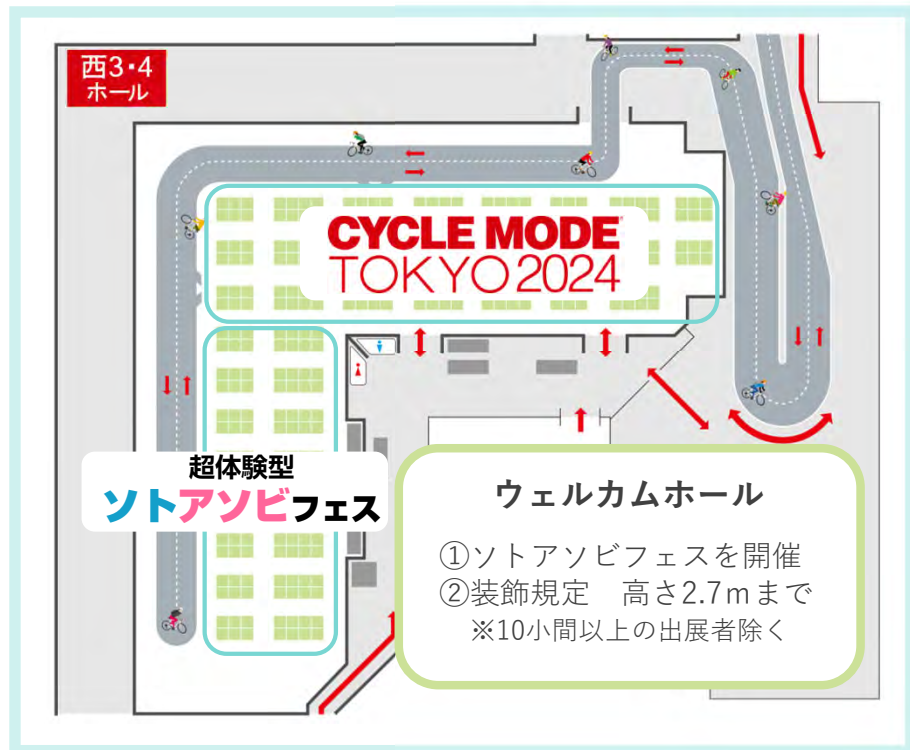 西3・4
ホール
CYCLE MODE
TOKYO 2024
超体験型
ソトアソビフェス
ウェルカムホール
①ソトアソビフェスを開催
②装飾規定　高さ2.7mまで
※10小間以上の出展者除く